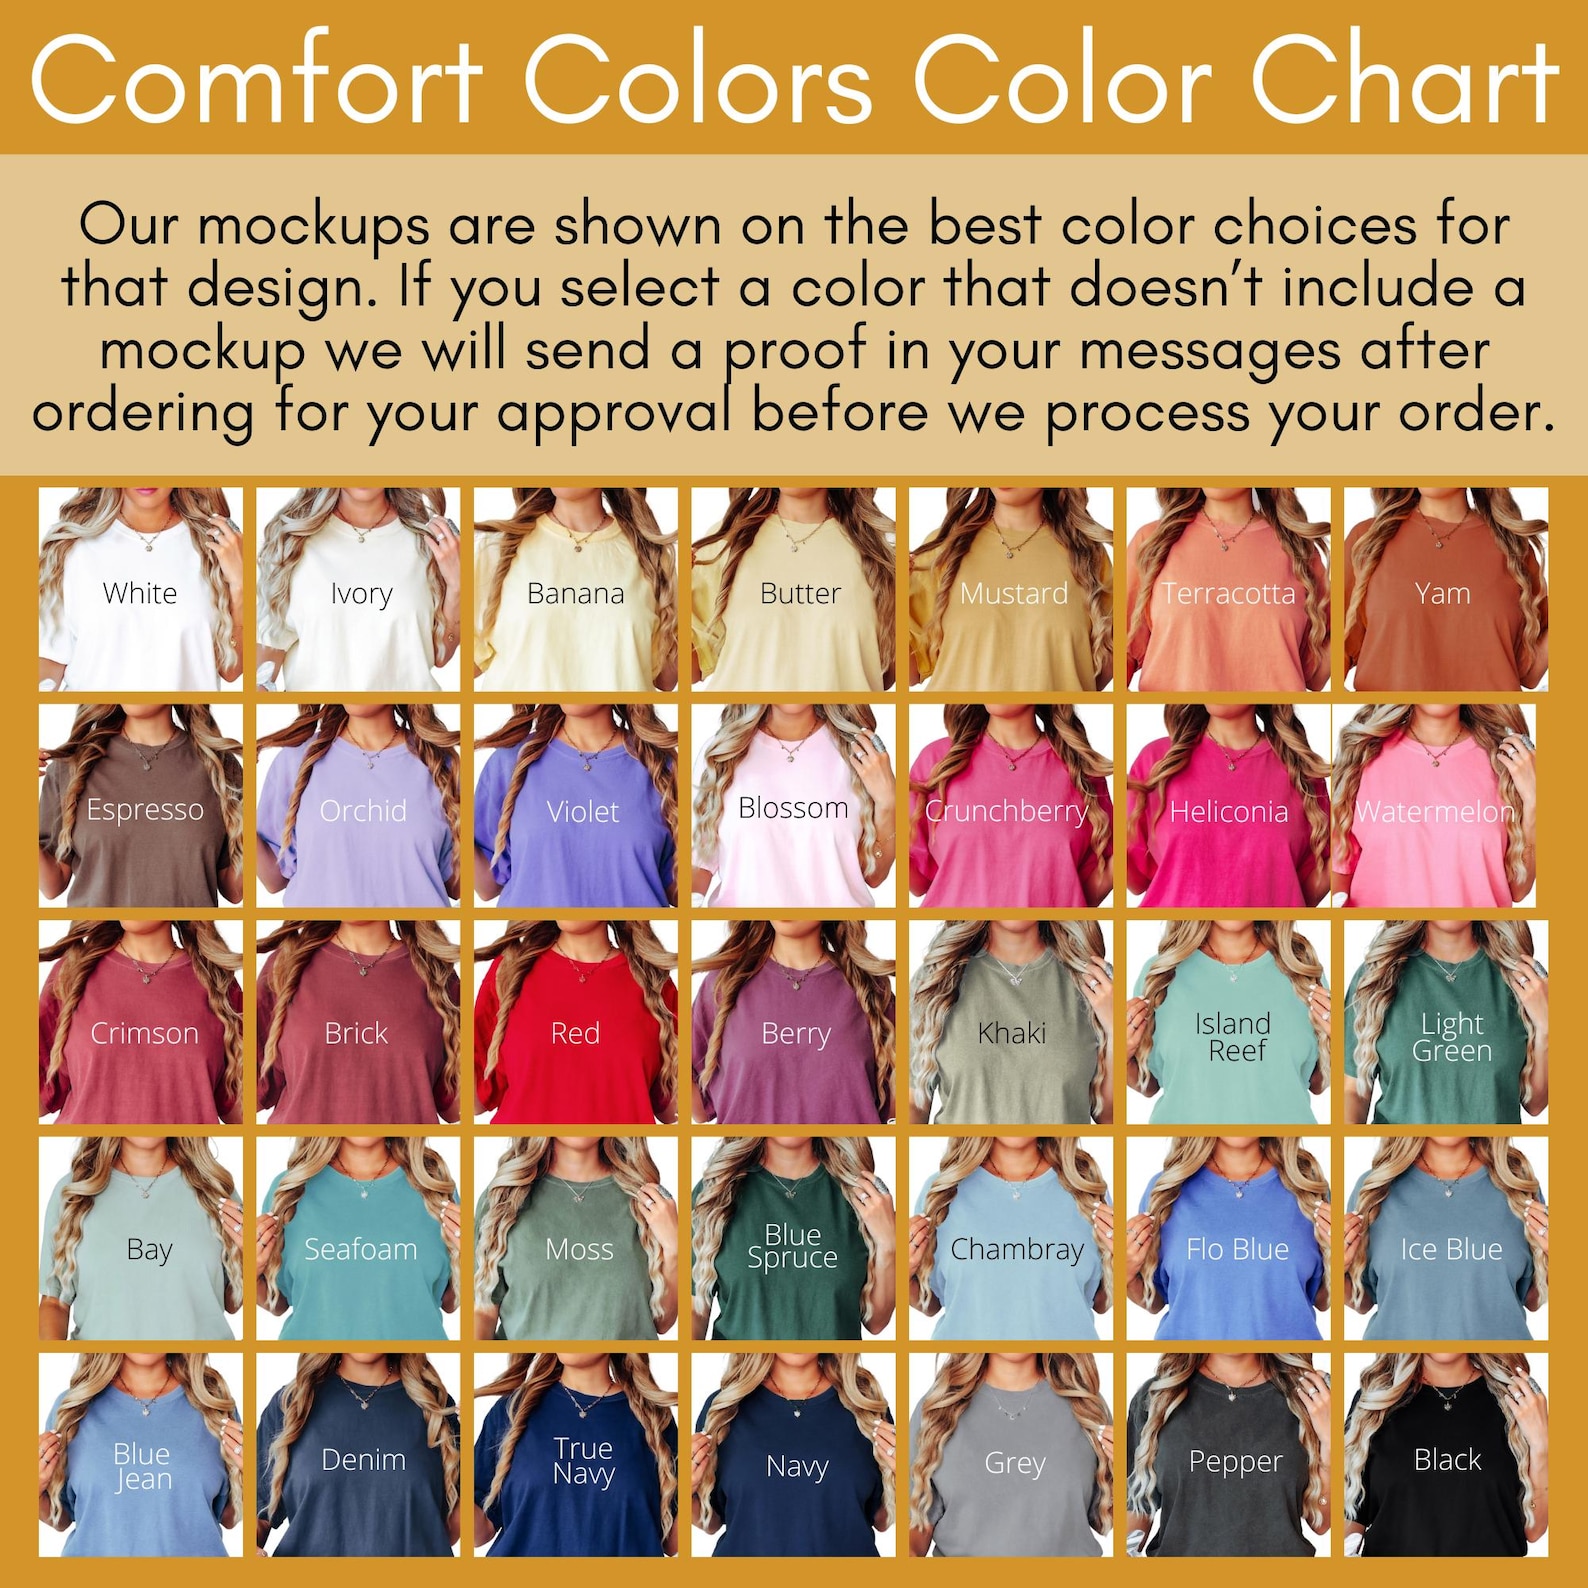 Comfort Colors Color Chart
Our mockups are shown on the best color choices for
that design. If you select a color that doesn't include a
mockup we will send a proof in your messages after
ordering for your approval before we process your order.
White
Ivory
Banana
Butter
Mustard
Terracotta
Yam
Espresso
Orchid
Violet
Blossom
Crunchberry
Heliconia
Watermelon
Crimson
Brick
Red
Berry
Khaki
Island
Reef
Light
Green
Bay
Seafoam
Moss
Blue
Spruce
Chambray
Flo Blue
Ice Blue
Blue
Jean
Denim
True
Navy
Navy
Grey
Pepper
Black